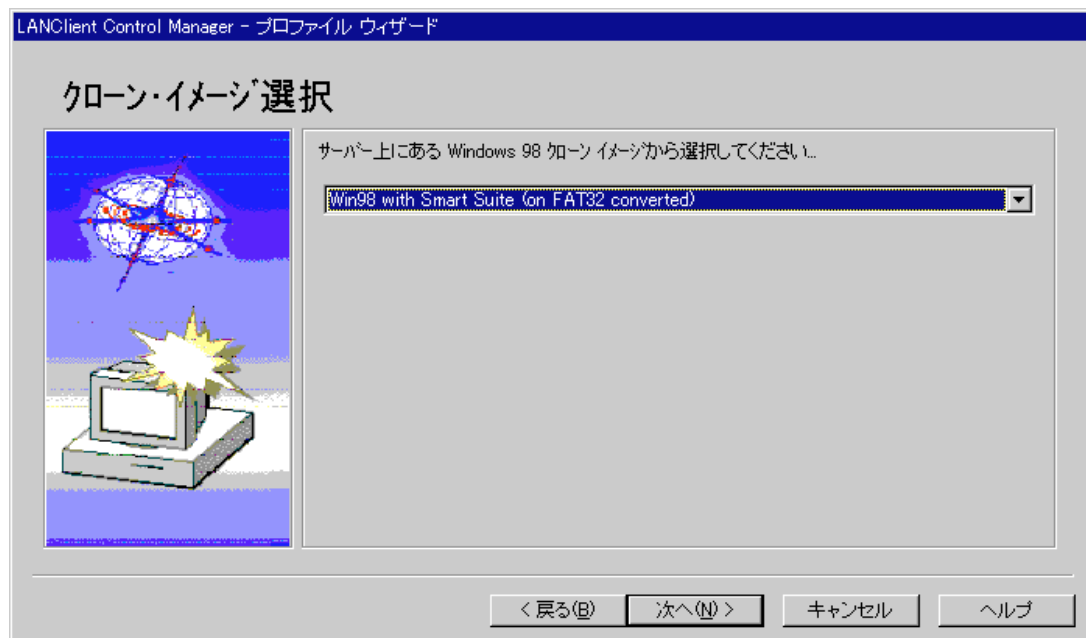 LANClient Control Manager - プロファイル ウィザード
クローン・イメージ選択
サーバー上にある Windows 98 クローン イメージから選択してください...
Win98 with Smart Suite (on FAT32 converted)
< 戻る(B) 次へ(N) > キャンセル ヘルプ